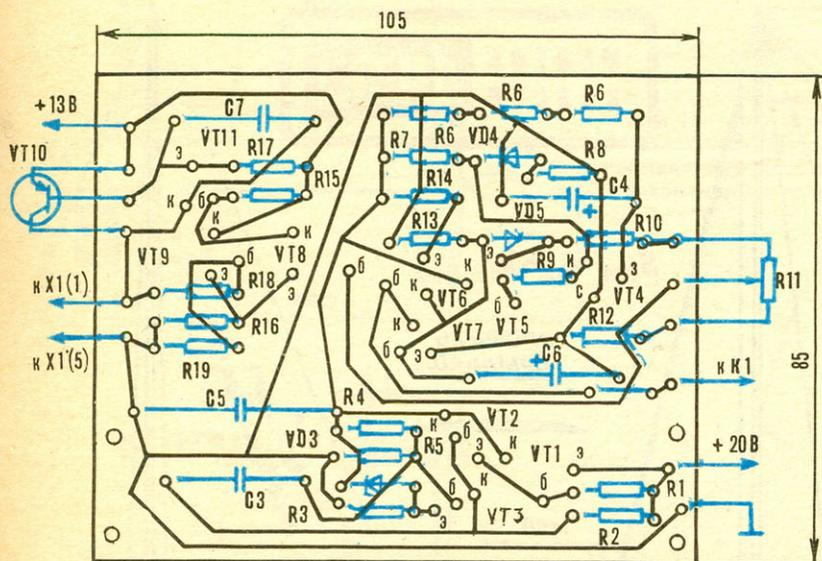 105
+13В
C7
R6
R6
VT10
VT11
R7
R6
VD4
э
R17
R8
R14
C4
к
б
R15
+
к
R13
VD5
R10
VT9
к
VT8
э
R9
к
б
э
б
к
VT4
э
R11
к X1(1)
R18
э
VT6
б
с
R16
к
VT7
VT5
R12
к X1(5)
б
э
+
C6
к К1
R19
85
C5
R4
VT2
к
б
к
VD3
R5
э
VT1
э
+20В
C3
R3
б
к
б
R1
э
VT3
R2